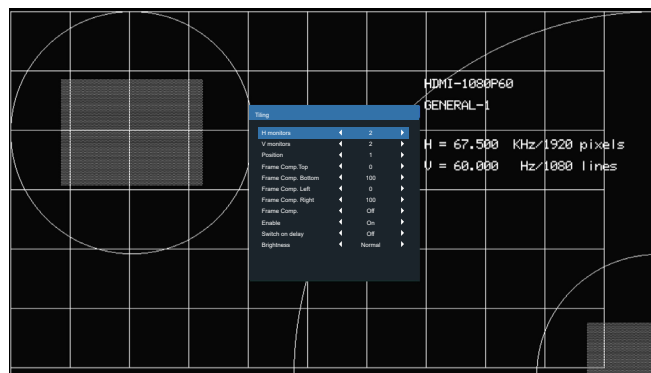 HDMI-1080P60
GENERAL-1
H = 67.500 KHz/1920 pixels
V = 60.000 Hz/1080 lines
Tiling
H monitors 2
V monitors 2
Position 1
Frame Comp.Top 0
Frame Comp. Bottom 100
Frame Comp. Left 0
Frame Comp. Right 100
Frame Comp. Off
Enable On
Switch on delay Off
Brightness Normal